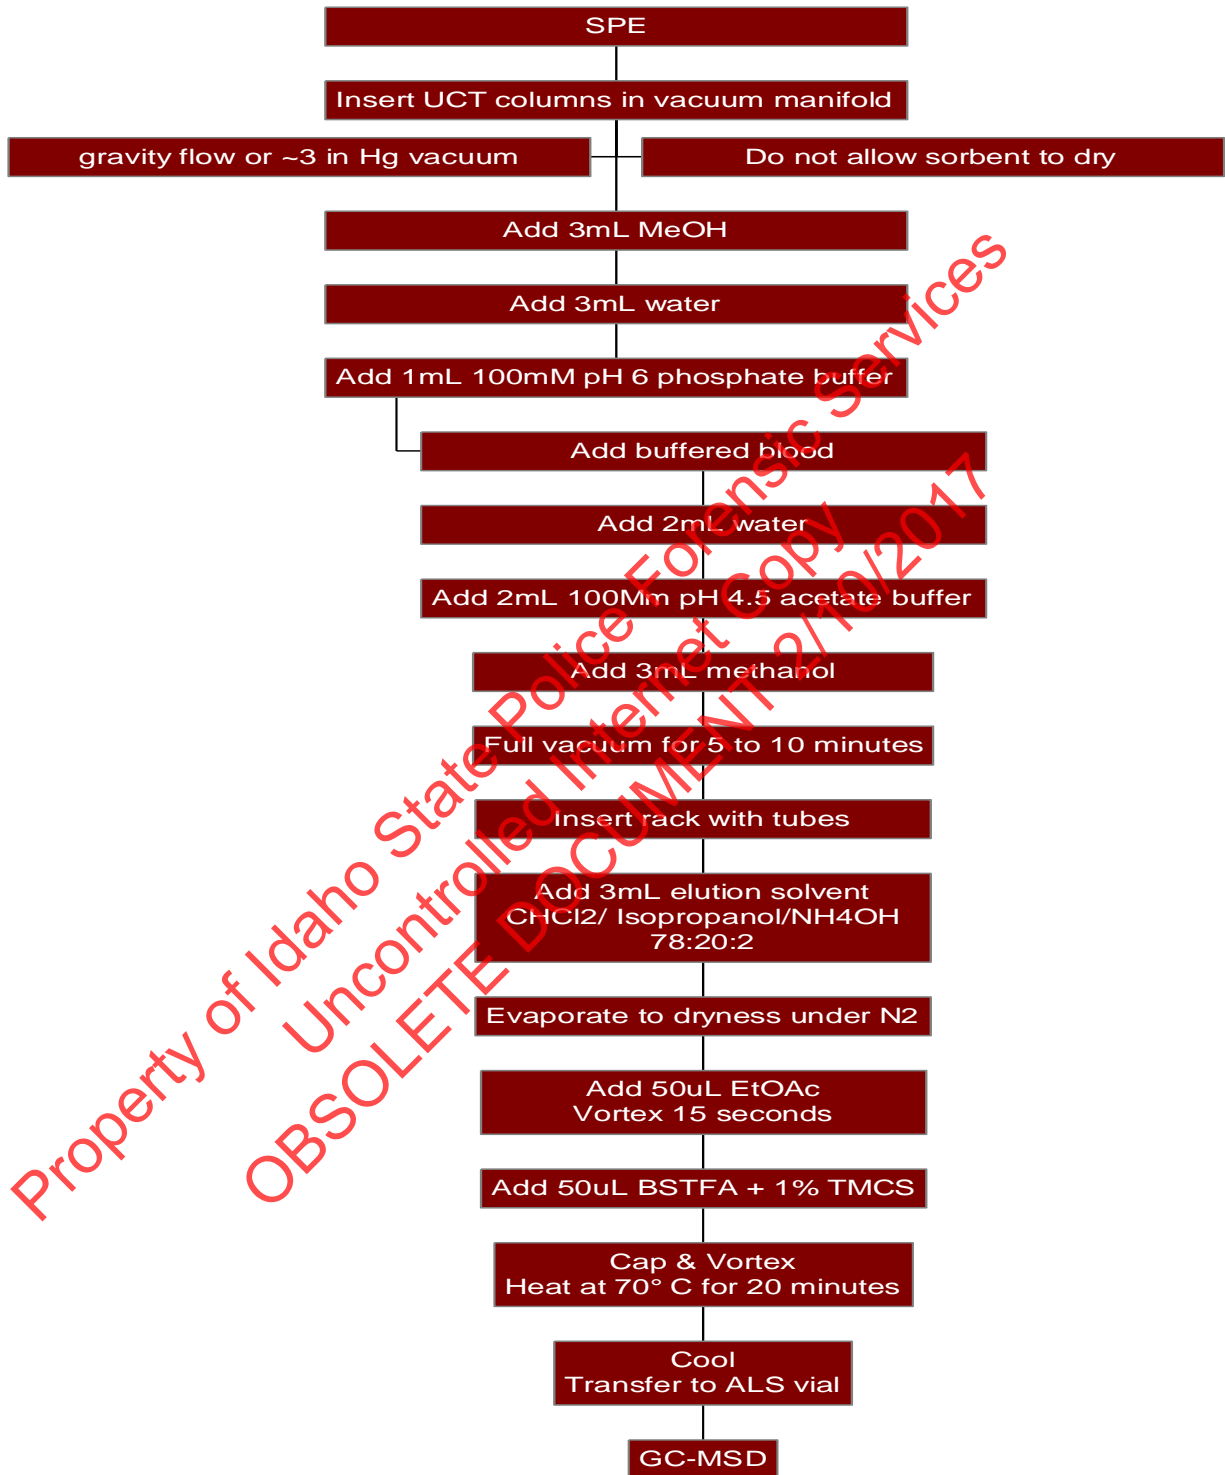 SPE
Insert UCT columns in vacuum manifold
gravity flow or ~3 in Hg vacuum
Do not allow sorbent to dry
Add 3mL MeOH
Add 3mL water
Add 1mL 100mM pH 6 phosphate buffer
Add buffered blood
Add 2mL water
Add 2mL 100Mm pH 4.5 acetate buffer
Add 3mL methanol
Full vacuum for 5 to 10 minutes
Insert rack with tubes
Add 3mL elution solvent
CHCl2/ Isopropanol/NH4OH
78:20:2
Evaporate to dryness under N2
Add 50uL EtOAc
Vortex 15 seconds
Add 50uL BSTFA + 1% TMCS
Cap & Vortex
Heat at 70° C for 20 minutes
Cool
Transfer to ALS vial
GC-MSD
Property of Idaho State Police Forensic Services
Uncontrolled Internet Copy
OBSOLETE DOCUMENT 2/10/2017